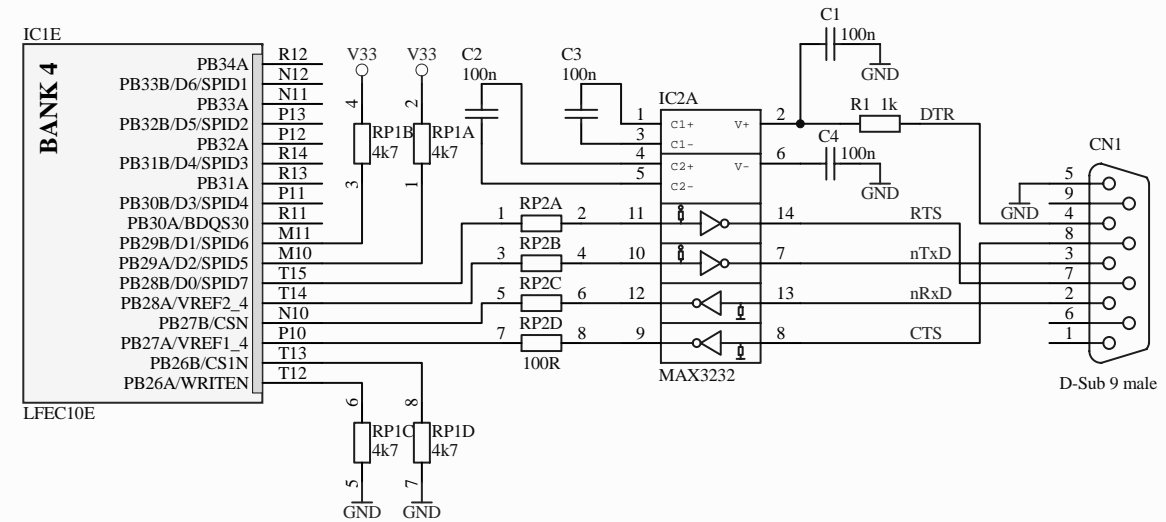 IC1E
BANK 4
PB34A R12
PB33B/D6/SPID1 N12
PB33A N11
PB32B/D5/SPID2 P13
PB32A P12
PB31B/D4/SPID3 R14
PB31A R13
PB30B/D3/SPID4 P11
PB30A/BDQS30 R11
PB29B/D1/SPID6 M11
PB29A/D2/SPID5 M10
PB28B/D0/SPID7 T15
PB28A/VREF2_4 T14
PB27B/CSN N10
PB27A/VREF1_4 P10
PB26B/CS1N T13
PB26A/WRITEN T12
LFEC10E
V33
V33
4
RP1B
4k7
3
2
RP1A
4k7
1
6
RP1C
4k7
5
GND
8
RP1D
4k7
7
GND
C2
100n
C3
100n
1 RP2A 2
3 RP2B 4
5 RP2C 6
7 RP2D 8
100R
IC2A
1 C1+ V+ 2
3 C1-
4 C2+ V- 6
5 C2-
11 14
10 7
12 13
9 8
MAX3232
C1
100n
GND
R1 1k
DTR
C4
100n
GND
RTS
nTxD
nRxD
CTS
CN1
GND
5
9
4
8
3
7
2
6
1
D-Sub 9 male